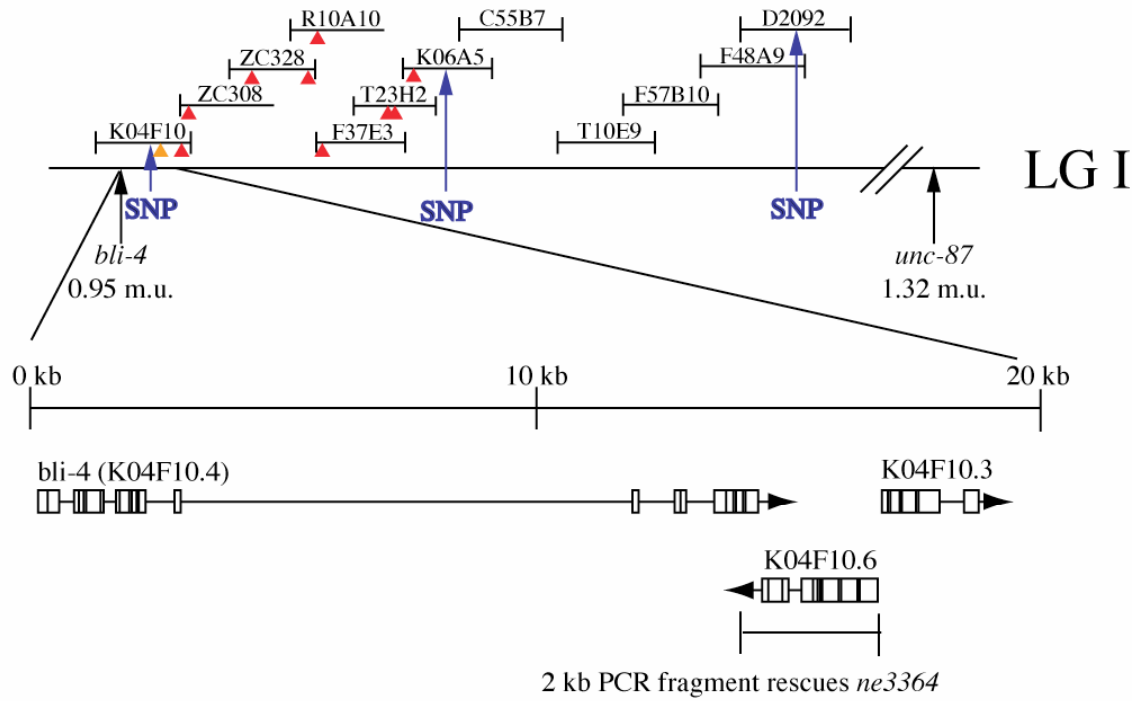 R10A10
C55B7
D2092
ZC328
K06A5
F48A9
ZC308
T23H2
F57B10
K04F10
F37E3
T10E9
LG I
SNP
SNP
SNP
bli-4
0.95 m.u.
unc-87
1.32 m.u.
0 kb
10 kb
20 kb
bli-4 (K04F10.4)
K04F10.3
K04F10.6
2 kb PCR fragment rescues ne3364